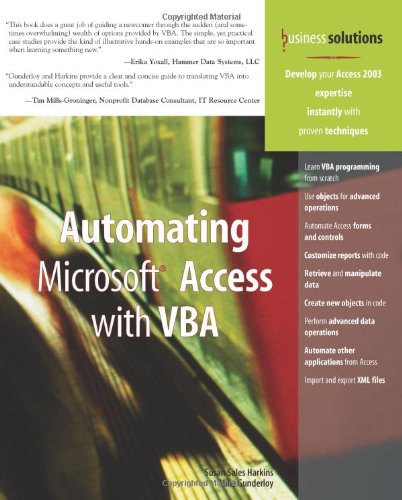 Copyrighted Material
"This book does a great job of guiding a newcomer through the sudden (and some-
times overwhelming) wealth of options provided by VBA. The simple, yet practical
case studies provide the kind of illustrative hands-on examples that are so important
when learning something new."
—Erika Yoxall, Hammer Data Systems, LLC
"Gunderloy and Harkins provide a clear and concise guide to translating VBA into
understandable concepts and useful tools."
—Tim Mills-Groninger, Nonprofit Database Consultant, IT Resource Center
business solutions
Develop your Access 2003
expertise
instantly with
proven techniques
Learn VBA programming
from scratch
Use objects for advanced
operations
Automate Access forms
and controls
Customize reports with code
Retrieve and manipulate
data
Create new objects in code
Perform advanced data
operations
Automate other
applications from Access
Import and export XML files
Automating
Microsoft® Access
with VBA
Susan Sales Harkins
Gunderloy
Copyrighted Material